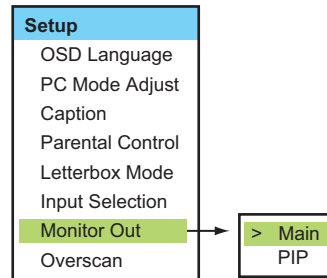 Setup
OSD Language
PC Mode Adjust
Caption
Parental Control
Letterbox Mode
Input Selection
Monitor Out
Overscan
> Main
PIP